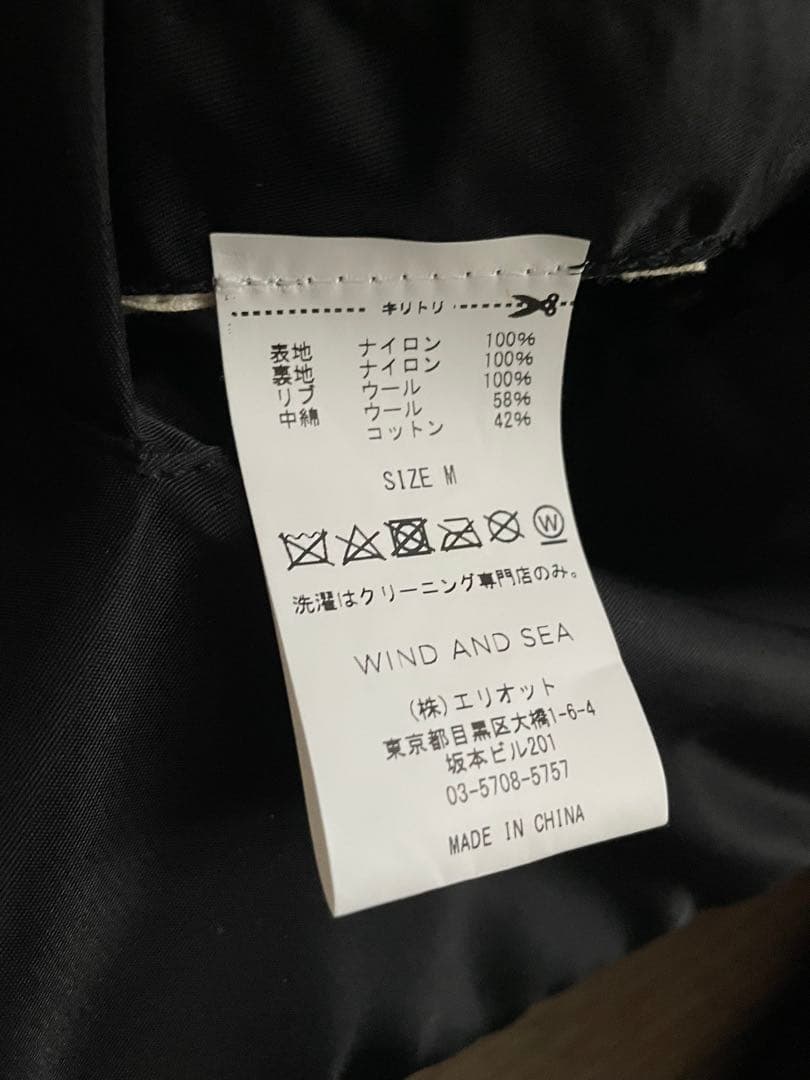 キリトリ
表地 ナイロン 100%
裏地 ナイロン 100%
リブ ウール 100%
中綿 ウール 58%
コットン 42%
SIZE M
W
洗濯はクリーニング専門店のみ。
WIND AND SEA
(株)エリオット
東京都目黒区大橋1-6-4
坂本ビル201
03-5708-5757
MADE IN CHINA